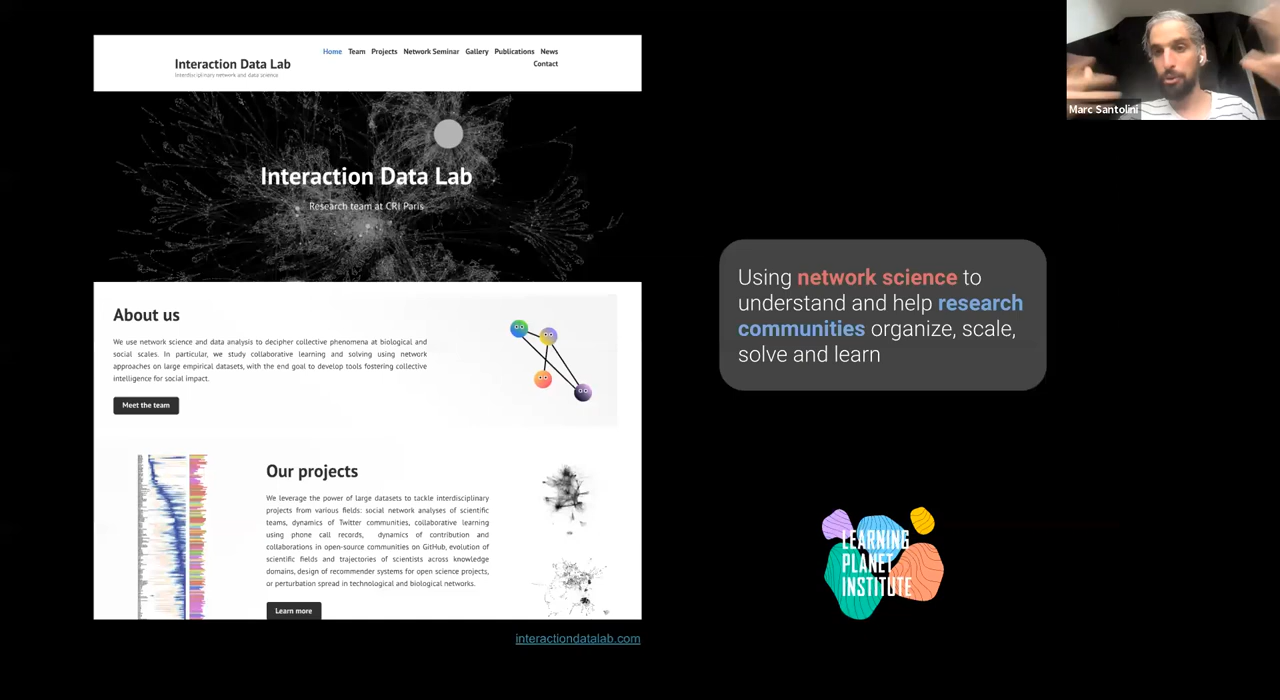 Home Team Projects Network Seminar Gallery Publications News
Contact
Interaction Data Lab
Interdisciplinary network and data science
Interaction Data Lab
Research team at CRI Paris
About us
We use network science and data analysis to decipher collective phenomena at biological and
social scales. In particular, we study collaborative learning and solving using network
approaches on large empirical datasets, with the end goal to develop tools fostering collective
intelligence for social impact.
Meet the team
Our projects
We leverage the power of large datasets to tackle interdisciplinary
projects from various fields: social network analyses of scientific
teams, dynamics of Twitter communities, collaborative learning
using phone call records, dynamics of contribution and
collaborations in open-source communities on GitHub, evolution of
scientific fields and trajectories of scientists across knowledge
domains, design of recommender systems for open science projects,
or perturbation spread in technological and biological networks.
Learn more
interactiondatalab.com
Marc Santolini
Using network science to
understand and help research
communities organize, scale,
solve and learn
LEARNING
PLANET
INSTITUTE